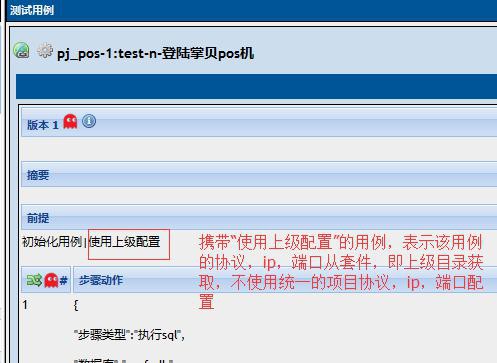 测试用例
pj_pos-1:test-n-登陆掌贝pos机
版本 1
摘要
前提
初始化用例|使用上级配置
携带“使用上级配置”的用例，表示该用例
的协议，ip，端口从套件，即上级目录获
取，不使用统一的项目协议，ip，端口配
置
# 步骤动作
1 {
"步骤类型":"执行sql",